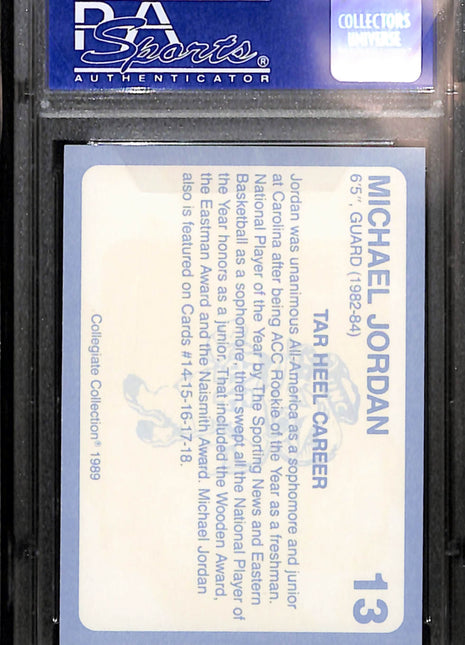 PSA
Sports®
AUTHENTICATOR
COLLECTORS
UNIVERSE
MICHAEL JORDAN
13
6'5", GUARD (1982-84)
TAR HEEL CAREER
Jordan was unanimous All-America as a sophomore and junior
at Carolina after being ACC Rookie of the Year as a freshman.
National Player of the Year by The Sporting News and Eastern
Basketball as a sophomore, then swept all the National Player of
the Year honors as a junior. That included the Wooden Award,
the Eastman Award and the Naismith Award. Michael Jordan
also is featured on Cards #14-15-16-17-18.
Collegiate Collection® 1989